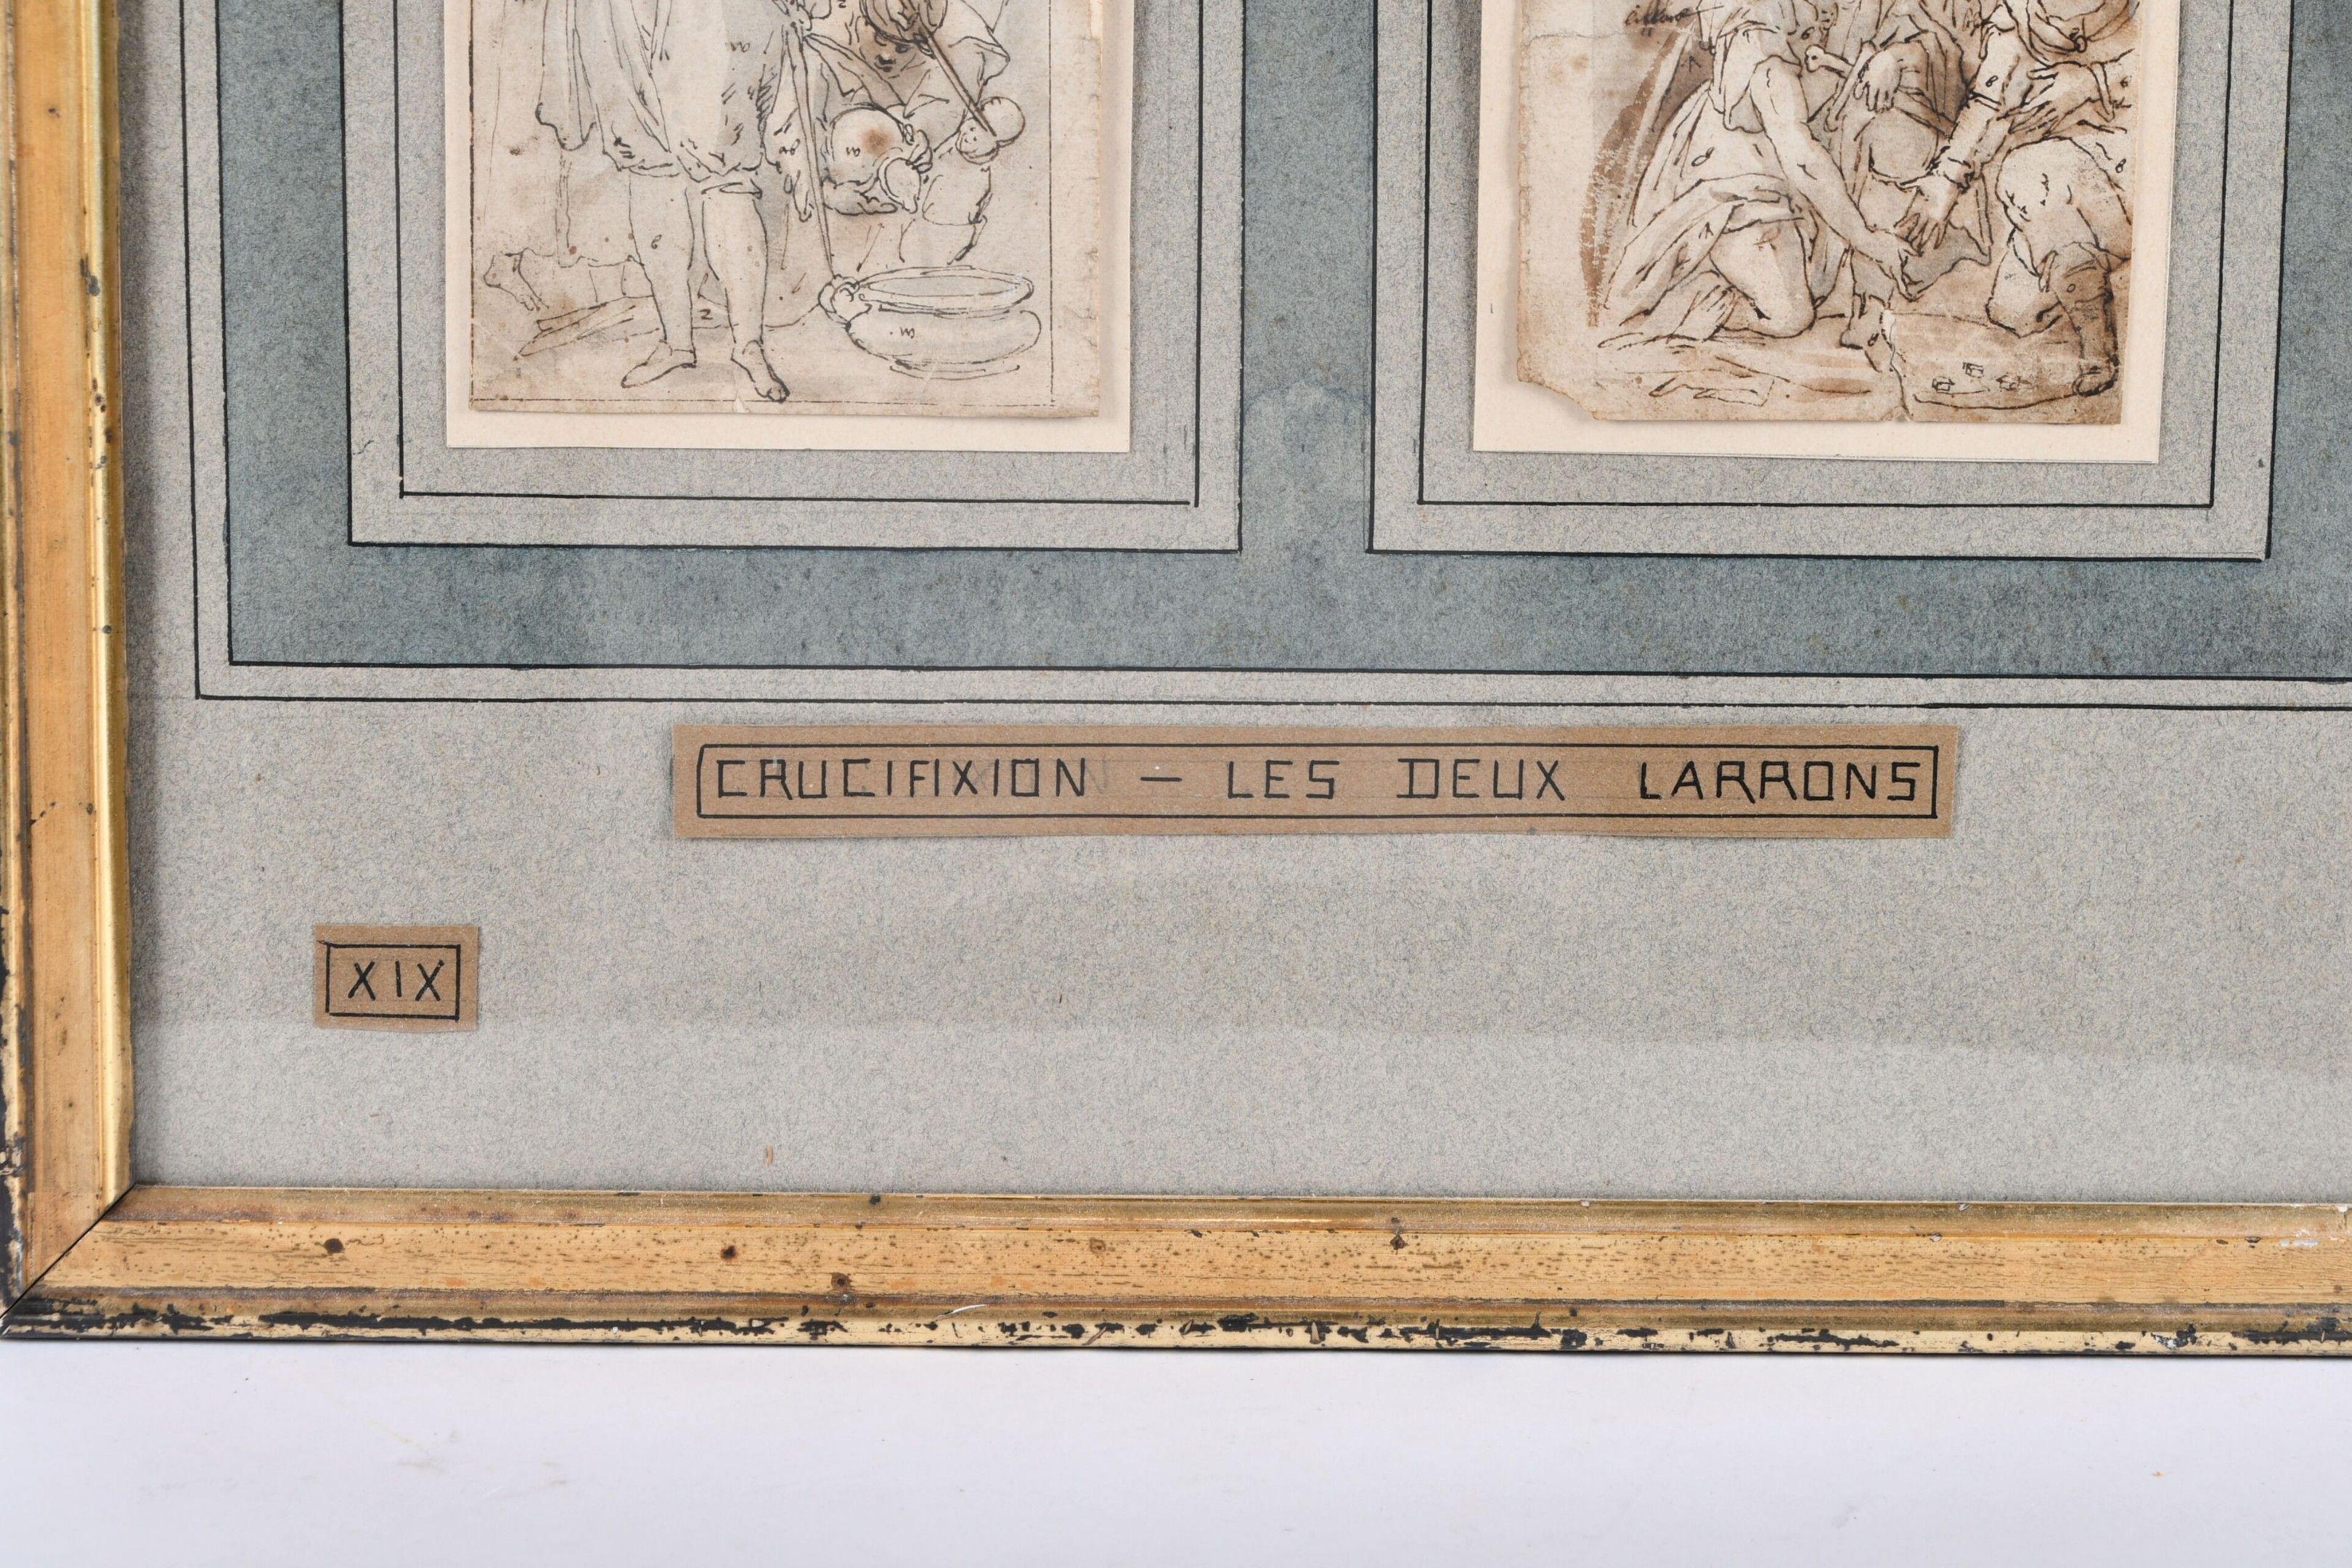 CRUCIFIXION — LES DEUX LARRONS
XIX